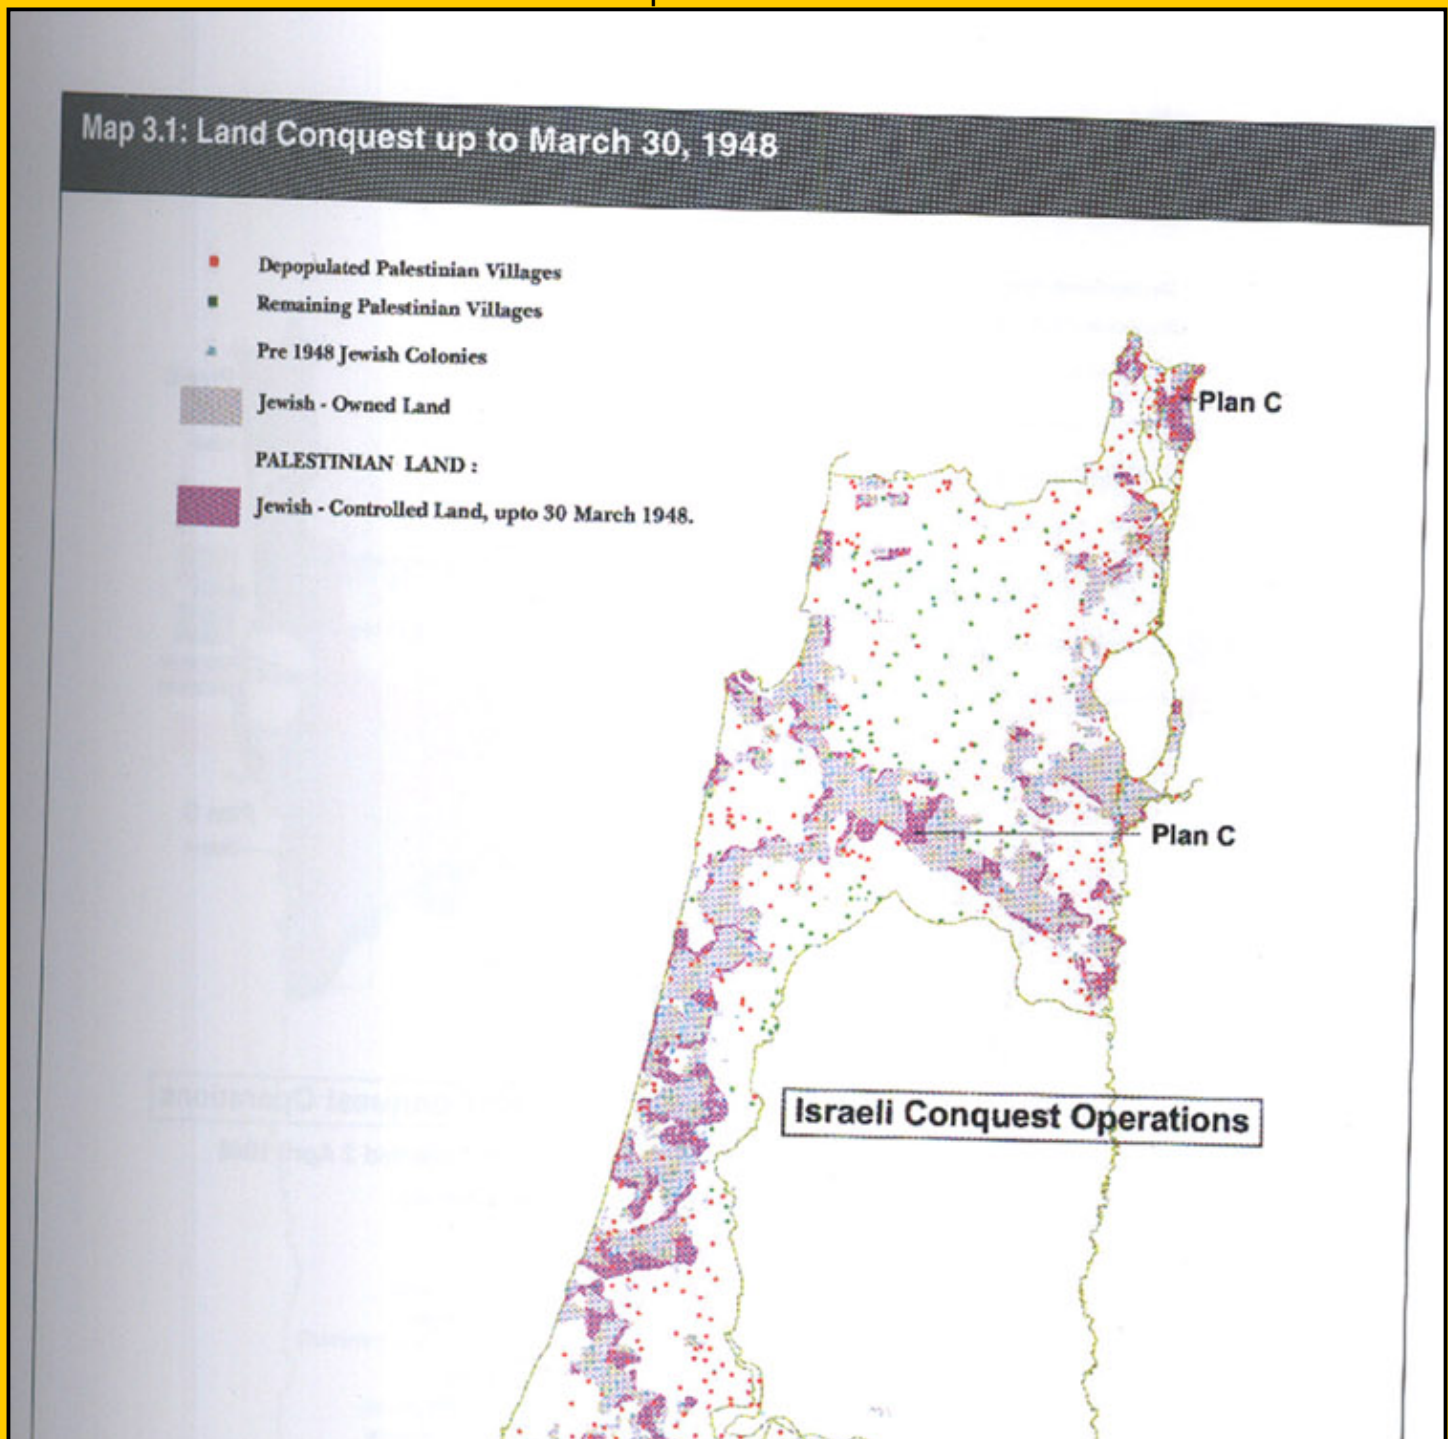 Map 3.1: Land Conquest up to March 30, 1948
Depopulated Palestinian Villages
Remaining Palestinian Villages
Pre 1948 Jewish Colonies
Jewish - Owned Land
PALESTINIAN LAND :
Jewish - Controlled Land, upto 30 March 1948.
Plan C
Plan C
Israeli Conquest Operations